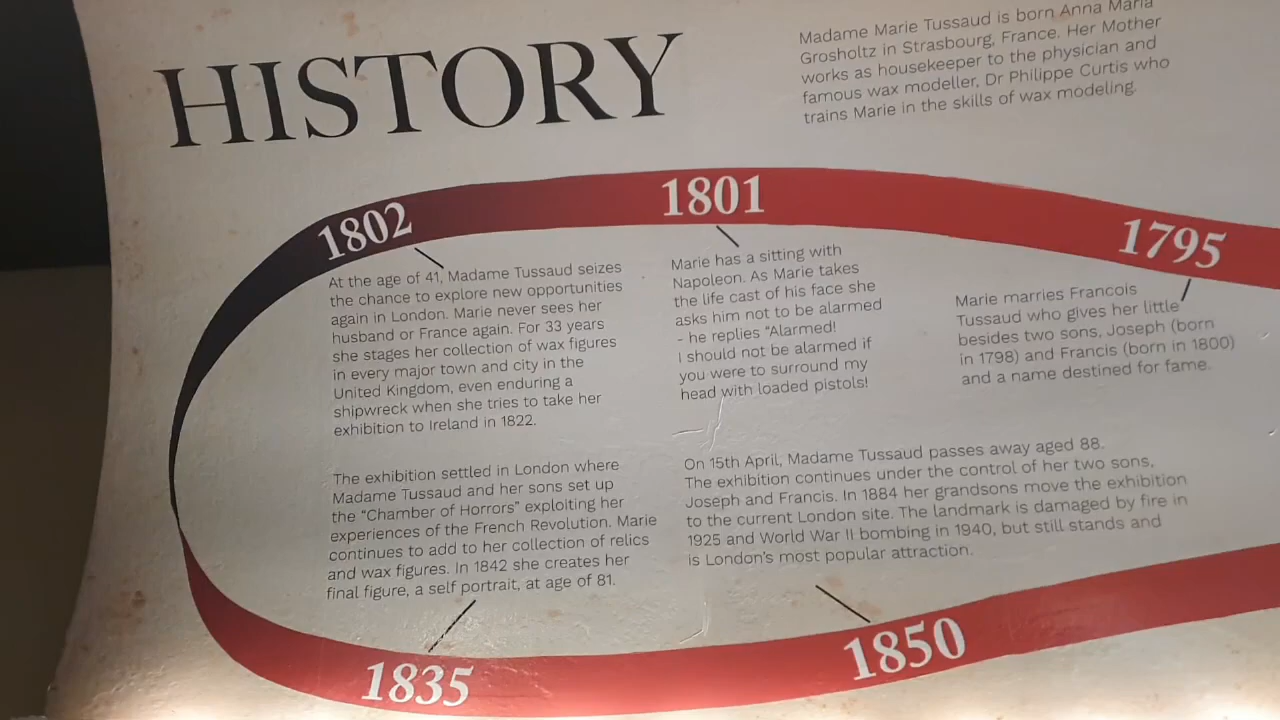 HISTORY
Madame Marie Tussaud is born Anna Maria
Grosholtz in Strasbourg, France. Her Mother
works as housekeeper to the physician and
famous wax modeller, Dr Philippe Curtis who
trains Marie in the skills of wax modeling.
1802
At the age of 41, Madame Tussaud seizes
the chance to explore new opportunities
again in London. Marie never sees her
husband or France again. For 33 years
she stages her collection of wax figures
in every major town and city in the
United Kingdom, even enduring a
shipwreck when she tries to take her
exhibition to Ireland in 1822.
1801
Marie has a sitting with
Napoleon. As Marie takes
the life cast of his face she
asks him not to be alarmed
- he replies "Alarmed!
I should not be alarmed if
you were to surround my
head with loaded pistols!
1795
Marie marries Francois
Tussaud who gives her little
besides two sons, Joseph (born
in 1798) and Francis (born in 1800)
and a name destined for fame.
The exhibition settled in London where
Madame Tussaud and her sons set up
the "Chamber of Horrors" exploiting her
experiences of the French Revolution. Marie
continues to add to her collection of relics
and wax figures. In 1842 she creates her
final figure, a self portrait, at age of 81.
1835
On 15th April, Madame Tussaud passes away aged 88.
The exhibition continues under the control of her two sons,
Joseph and Francis. In 1884 her grandsons move the exhibition
to the current London site. The landmark is damaged by fire in
1925 and World War II bombing in 1940, but still stands and
is London's most popular attraction.
1850